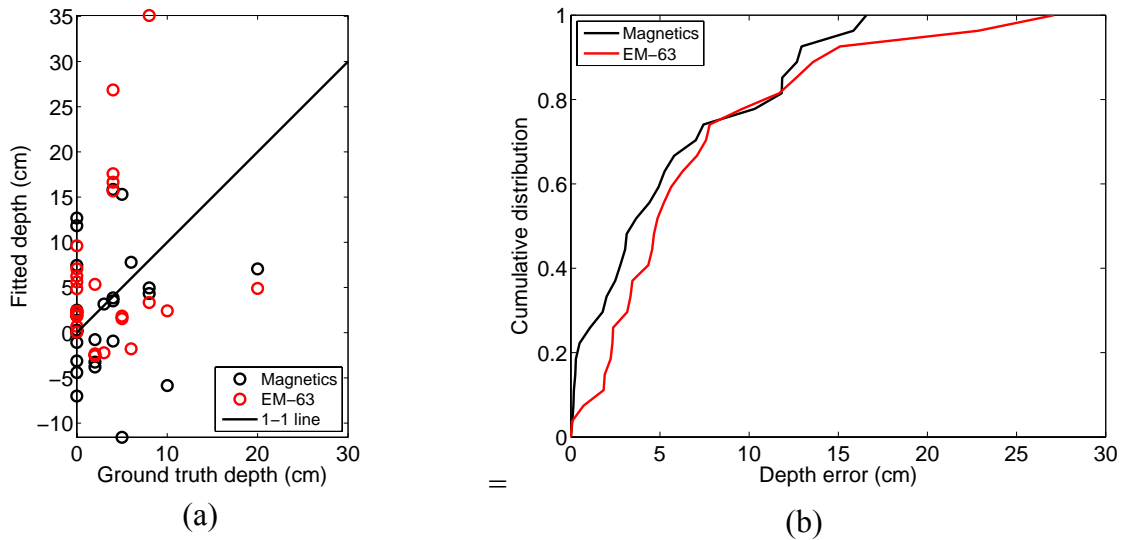 35
30
25
20
15
10
5
0
−5
−10
Fitted depth (cm)
Magnetics
EM−63
1−1 line
0 10 20 30
Ground truth depth (cm)
(a)
=
1
0.8
0.6
0.4
0.2
0
Cumulative distribution
Magnetics
EM−63
0 5 10 15 20 25 30
Depth error (cm)
(b)